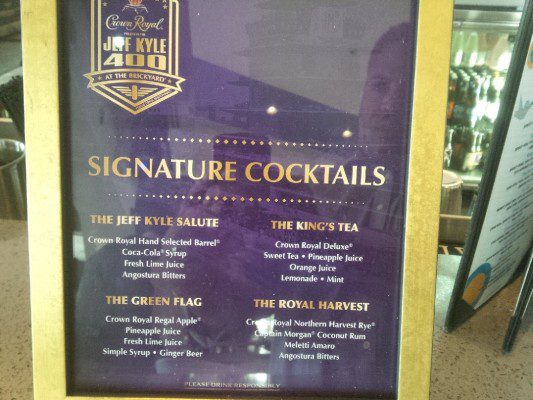 Crown Royal
PRESENTS THE
JEFF KYLE
400
AT THE BRICKYARD
SIGNATURE COCKTAILS
THE JEFF KYLE SALUTE
Crown Royal Hand Selected Barrel®
Coca-Cola® Syrup
Fresh Lime Juice
Angostura Bitters
THE KING'S TEA
Crown Royal Deluxe®
Sweet Tea • Pineapple Juice
Orange Juice
Lemonade • Mint
THE GREEN FLAG
Crown Royal Regal Apple®
Pineapple Juice
Fresh Lime Juice
Simple Syrup • Ginger Beer
THE ROYAL HARVEST
Crown Royal Northern Harvest Rye®
Captain Morgan® Coconut Rum
Meletti Amaro
Angostura Bitters
PLEASE DRINK RESPONSIBLY